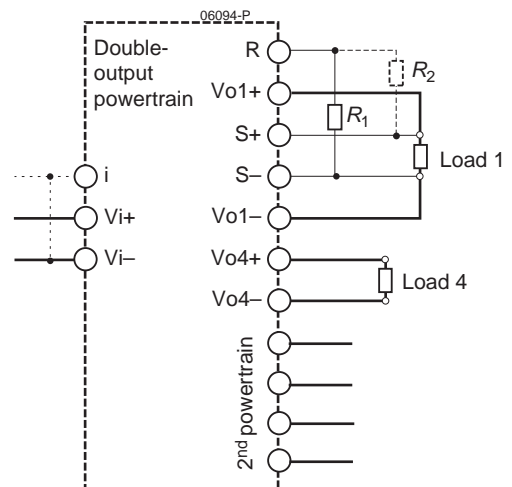 06094-P
Double-
output
powertrain
R
Vo1+
S+
S–
Vo1–
Vo4+
Vo4–
R2
R1
Load 1
Load 4
i
Vi+
Vi–
2nd powertrain